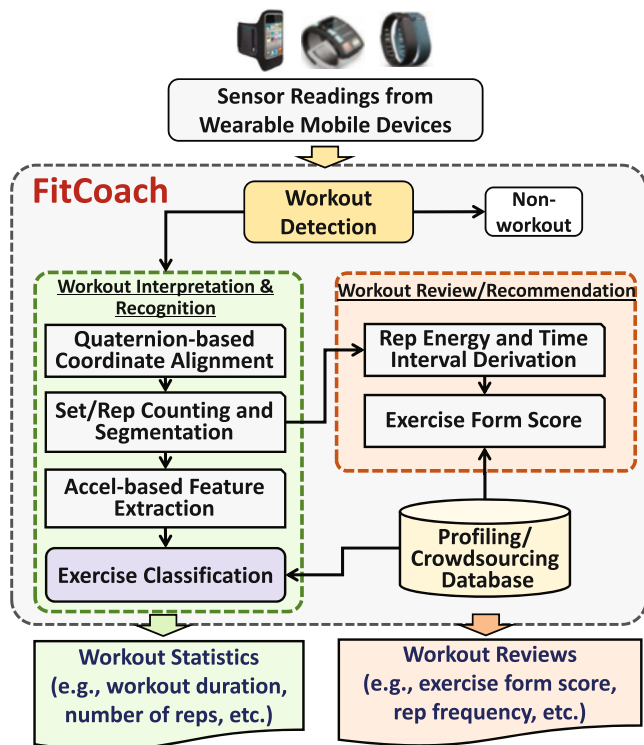 Sensor Readings from
Wearable Mobile Devices
FitCoach
Workout
Detection
Non-
workout
Workout Interpretation &
Recognition
Quaternion-based
Coordinate Alignment
Set/Rep Counting and
Segmentation
Accel-based Feature
Extraction
Exercise Classification
Workout Review/Recommendation
Rep Energy and Time
Interval Derivation
Exercise Form Score
Profiling/
Crowdsourcing
Database
Workout Statistics
(e.g., workout duration,
number of reps, etc.)
Workout Reviews
(e.g., exercise form score,
rep frequency, etc.)